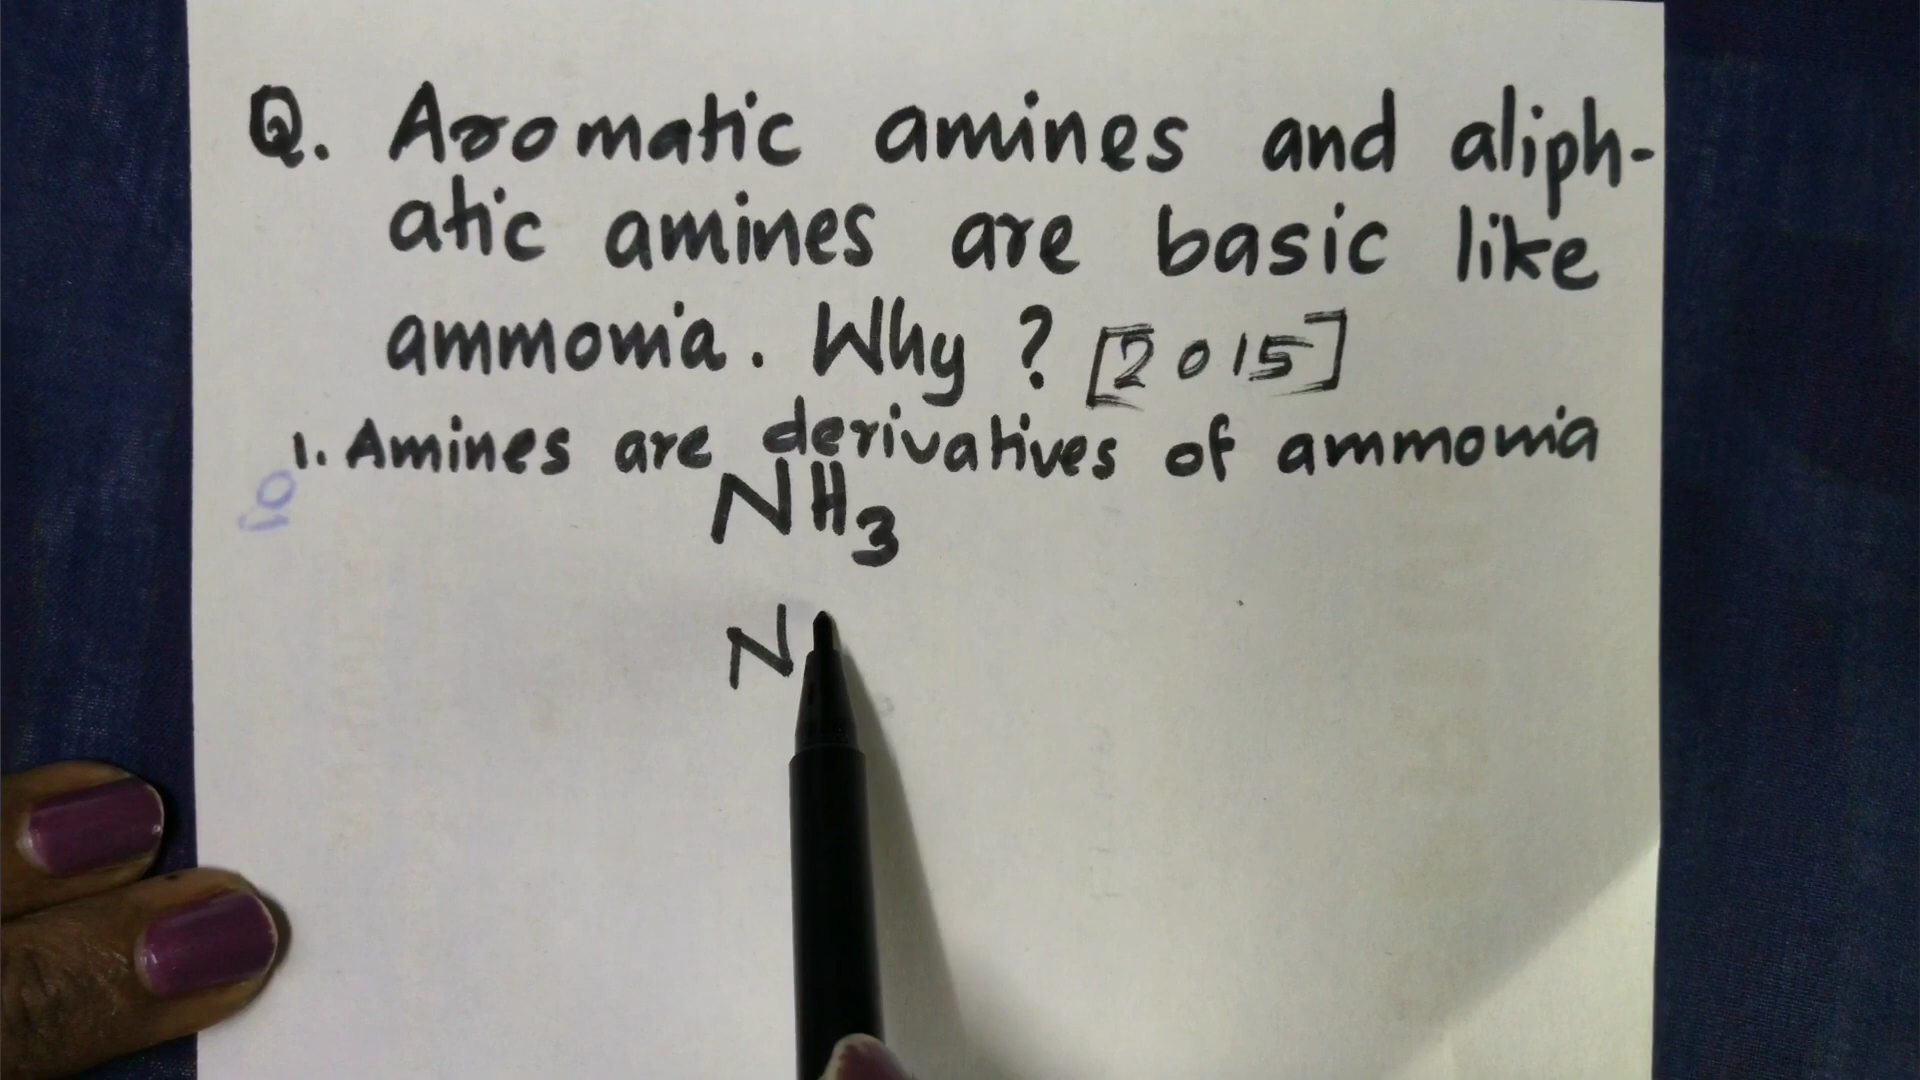 Q. Aromatic amines and aliph-
atic amines are basic like
ammonia. Why ? [2015]
1. Amines are derivatives of ammonia
NH3
N